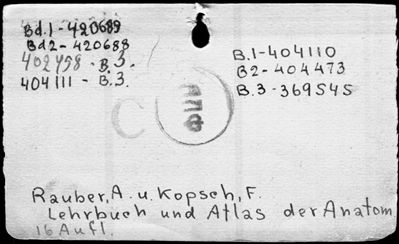 Bd.1-420689
Bd2-420688
402458-B.3.
404111-B.3.
B.1-404110
B2-404473
B.3-369545
C
Rauber, A. u. Kopsch, F.
Lehrbuch und Atlas der Anatom
16 Aufl.